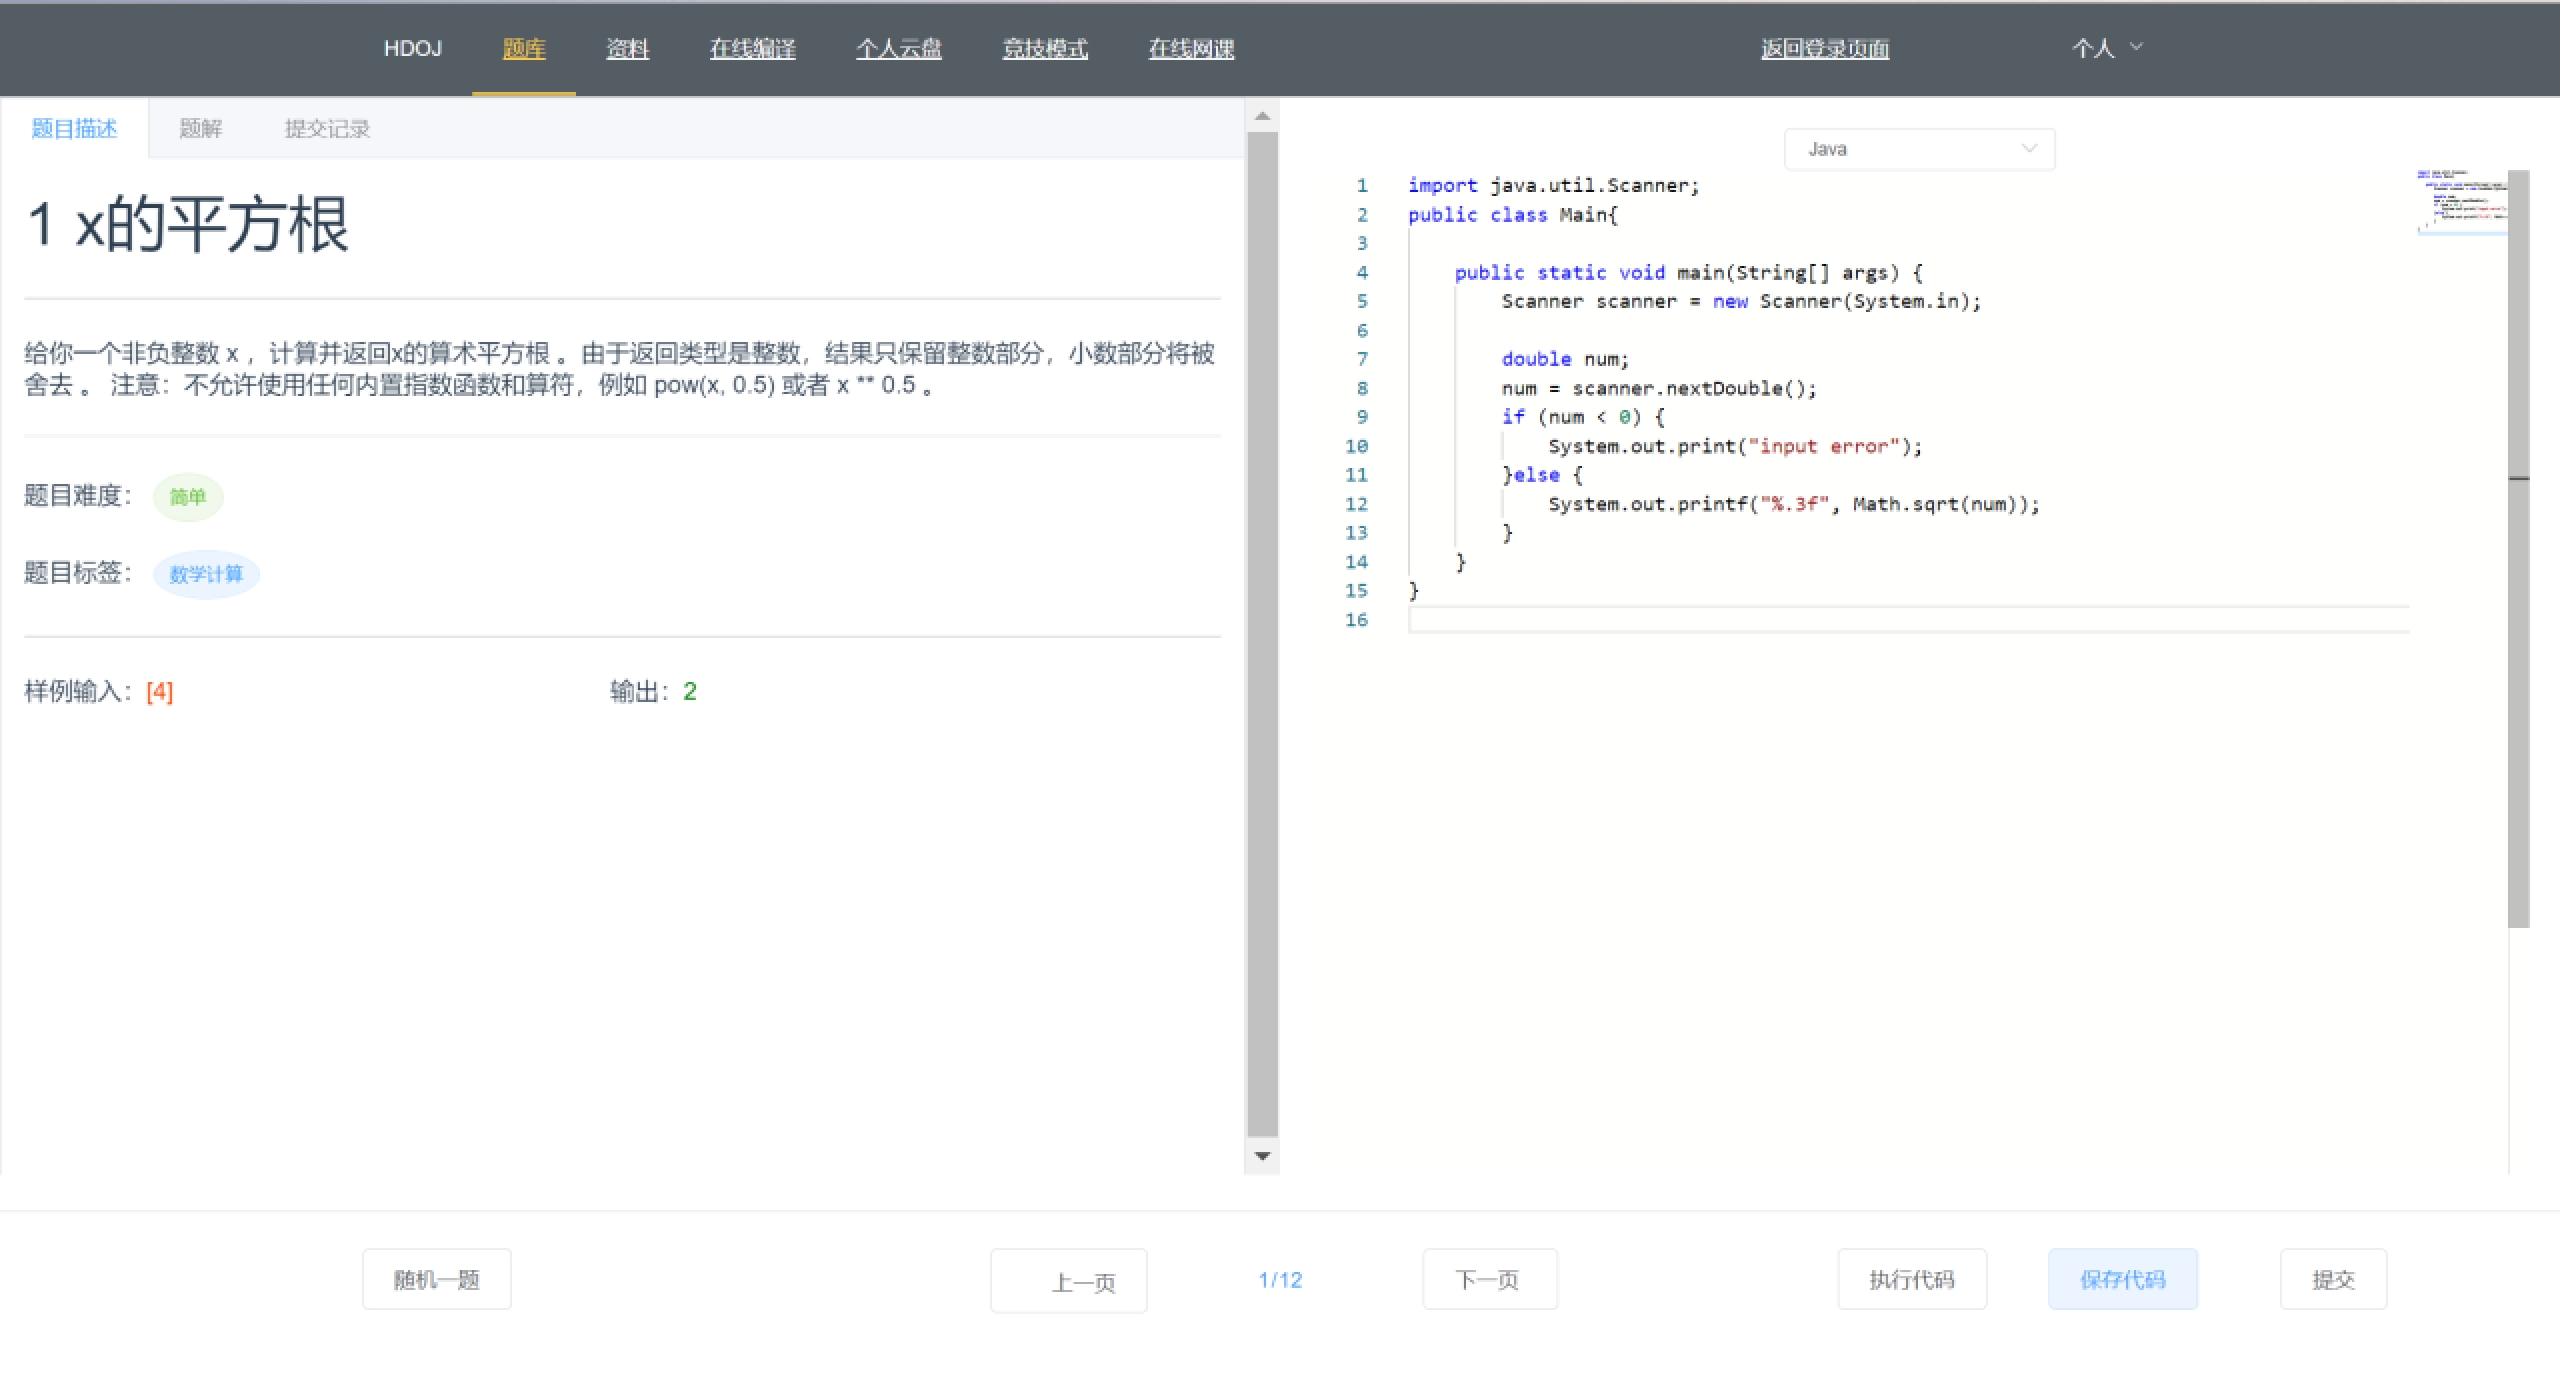 HDOJ 题库 资料 在线编译 个人云盘 竞技模式 在线网课 返回登录页面 个人
题目描述 题解 提交记录
1 x的平方根
给你一个非负整数 x ，计算并返回x的算术平方根 。由于返回类型是整数，结果只保留整数部分，小数部分将被
舍去 。 注意：不允许使用任何内置指数函数和算符，例如 pow(x, 0.5) 或者 x ** 0.5 。
题目难度： 简单
题目标签： 数学计算
样例输入：[4] 输出：2
Java
1 import java.util.Scanner;
2 public class Main{
3
4 public static void main(String[] args) {
5 Scanner scanner = new Scanner(System.in);
6
7 double num;
8 num = scanner.nextDouble();
9 if (num < 0) {
10 System.out.print("input error");
11 }else {
12 System.out.printf("%.3f", Math.sqrt(num));
13 }
14 }
15 }
16
随机一题 上一页 1/12 下一页 执行代码 保存代码 提交